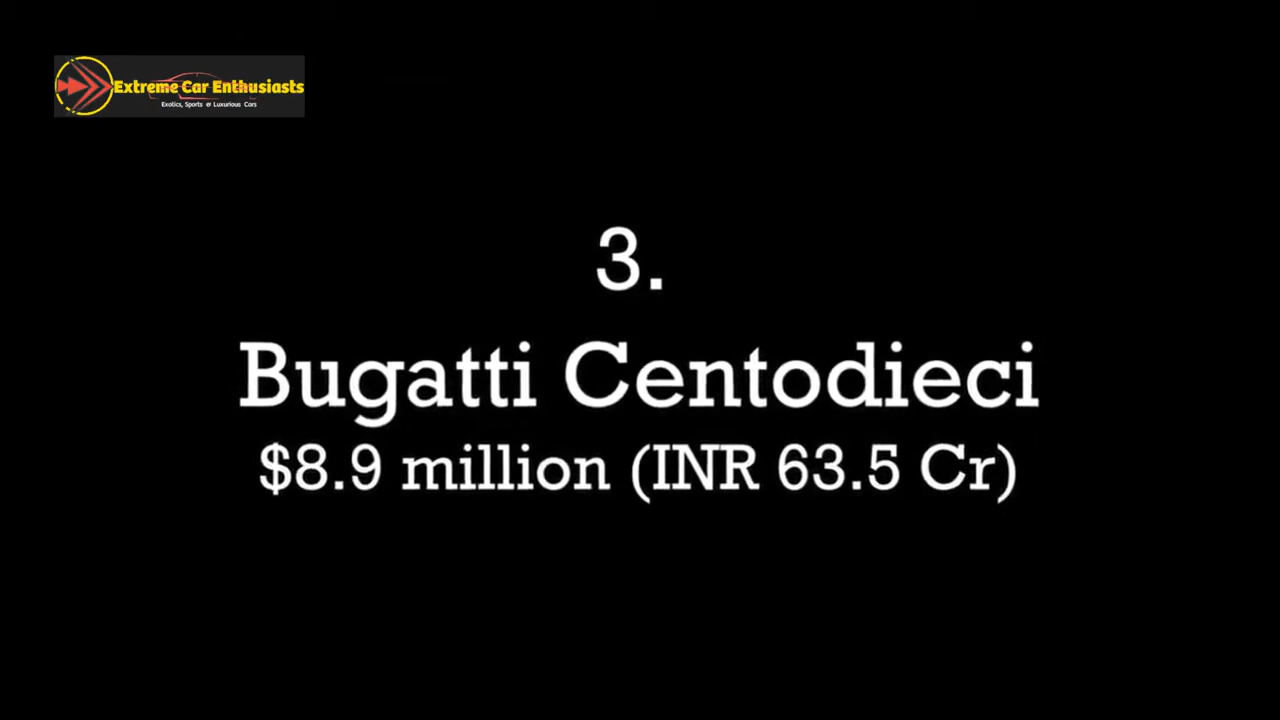 Extreme Car Enthusiasts
Exotics, Sports & Luxurious Cars
3.
Bugatti Centodieci
$8.9 million (INR 63.5 Cr)